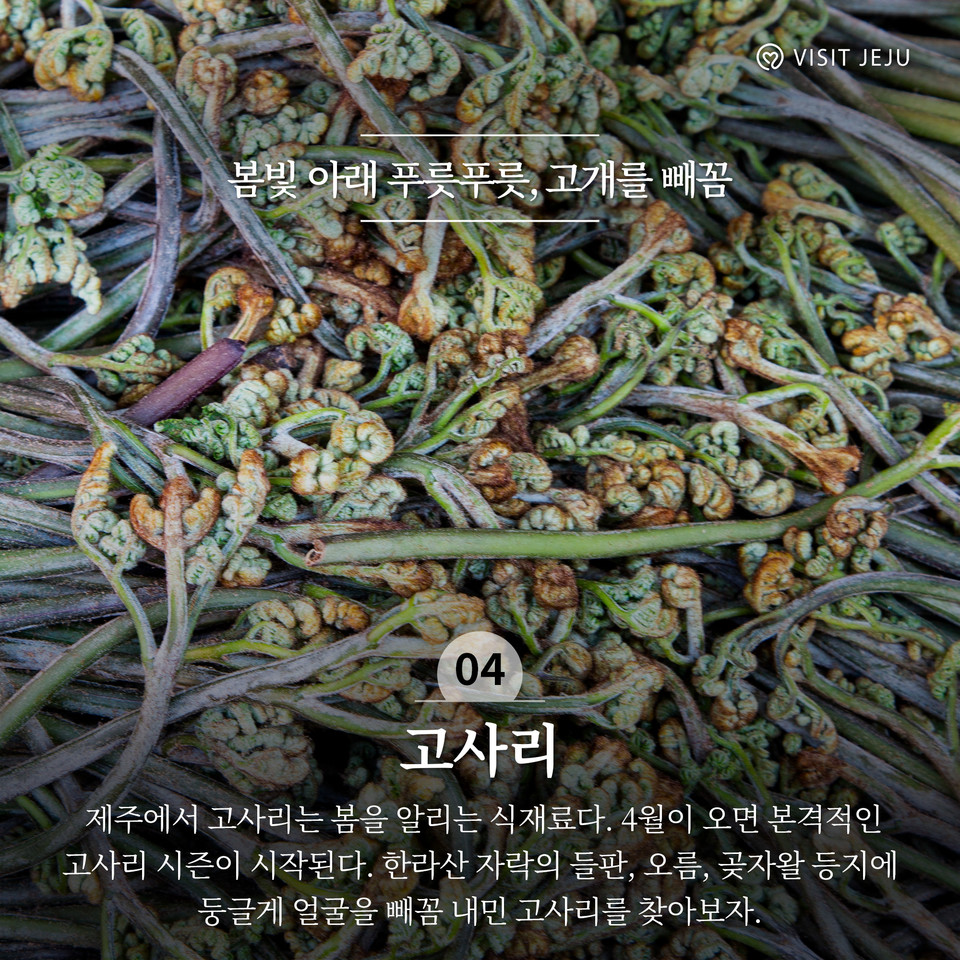 VISIT JEJU
봄빛 아래 푸릇푸릇, 고개를 빼꼼
04
고사리
제주에서 고사리는 봄을 알리는 식재료다. 4월이 오면 본격적인
고사리 시즌이 시작된다. 한라산 자락의 들판, 오름, 곶자왈 등지에
둥글게 얼굴을 빼꼼 내민 고사리를 찾아보자.